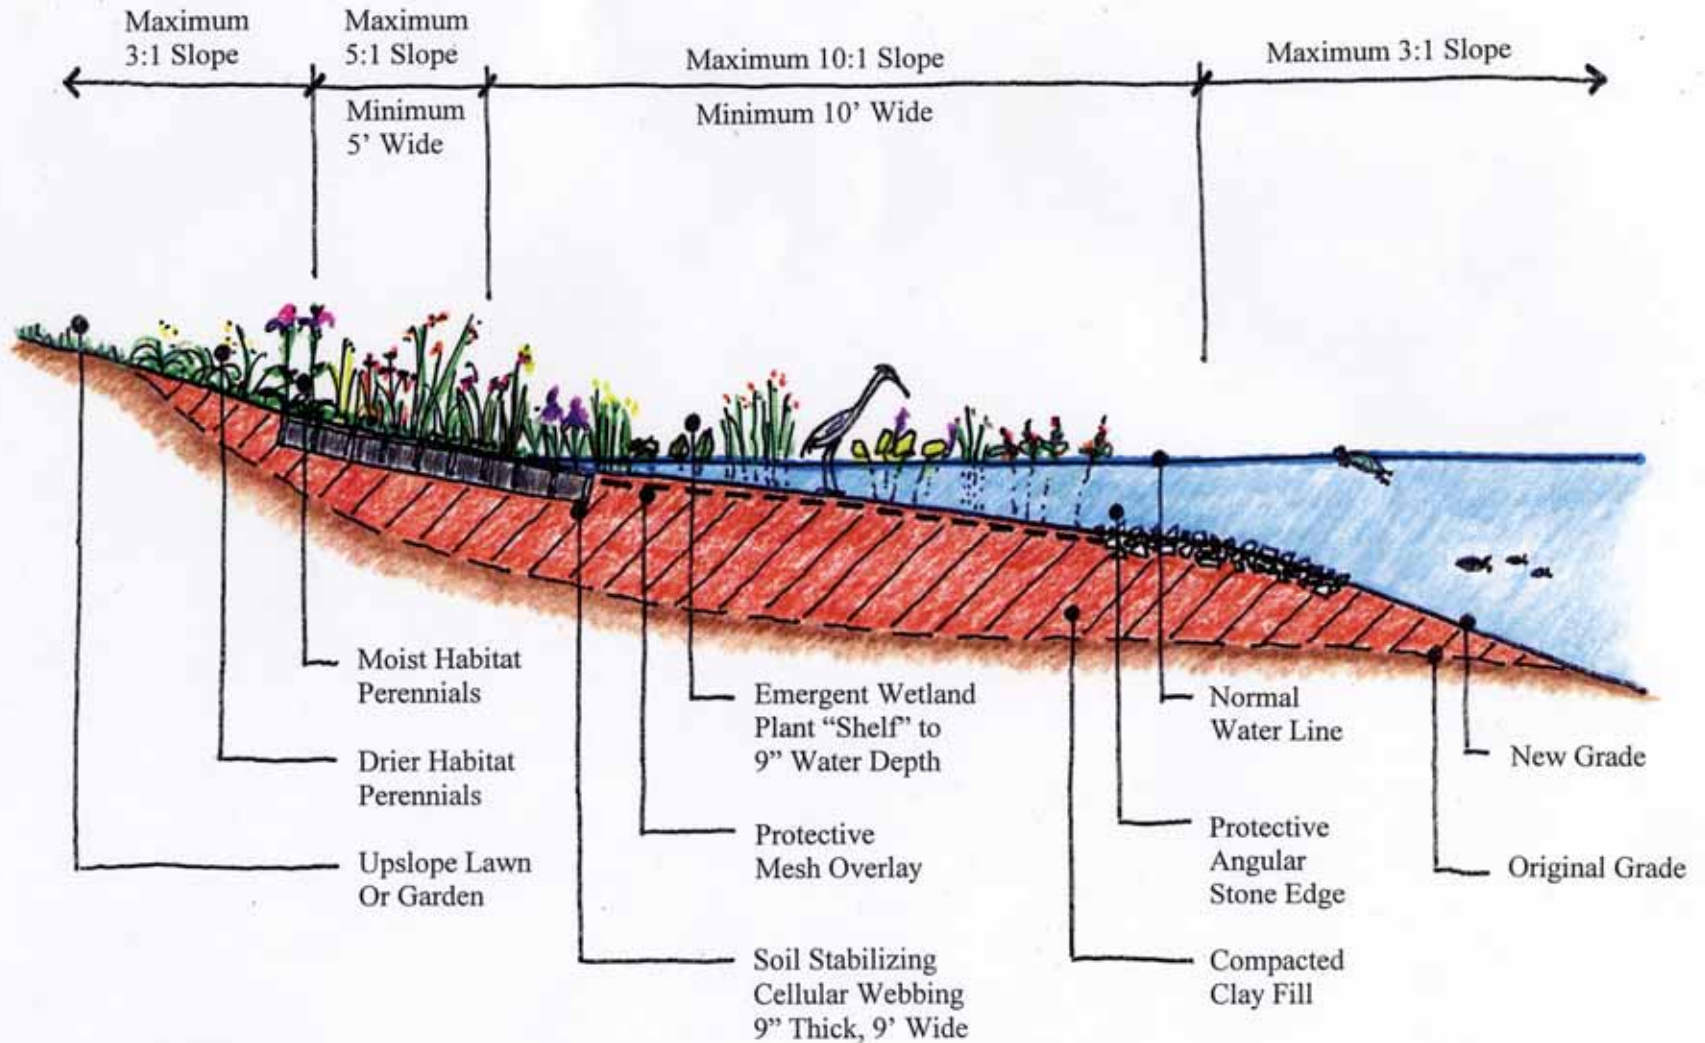 Maximum
3:1 Slope
Maximum
5:1 Slope
Maximum 10:1 Slope
Maximum 3:1 Slope
Minimum
5’ Wide
Minimum 10’ Wide
Moist Habitat
Perennials
Drier Habitat
Perennials
Upslope Lawn
Or Garden
Emergent Wetland
Plant “Shelf” to
9” Water Depth
Protective
Mesh Overlay
Soil Stabilizing
Cellular Webbing
9” Thick, 9’ Wide
Normal
Water Line
Protective
Angular
Stone Edge
Compacted
Clay Fill
New Grade
Original Grade